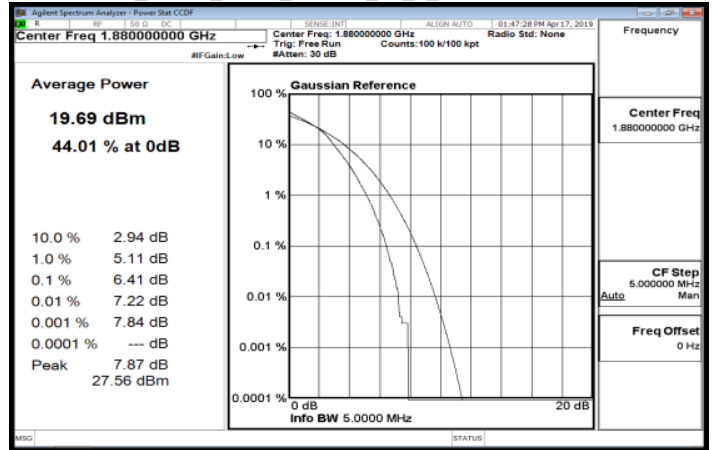 Agilent Spectrum Analyzer - Power Stat CCDF
R RF 50 Ω DC SENSE:INT ALIGN AUTO 01:47:28 PM Apr 17, 2019
Center Freq 1.880000000 GHz
Center Freq: 1.880000000 GHz Radio Std: None
Trig: Free Run Counts:100 k/100 kpt
#IFGain:Low #Atten: 30 dB
Frequency
Average Power
19.69 dBm
44.01 % at 0dB
10.0 % 2.94 dB
1.0 % 5.11 dB
0.1 % 6.41 dB
0.01 % 7.22 dB
0.001 % 7.84 dB
0.0001 % --- dB
Peak 7.87 dB
27.56 dBm
Gaussian Reference
100 %
10 %
1 %
0.1 %
0.01 %
0.001 %
0.0001 %
0 dB 20 dB
Info BW 5.0000 MHz
Center Freq
1.880000000 GHz
CF Step
5.000000 MHz
Auto Man
Freq Offset
0 Hz
MSG STATUS